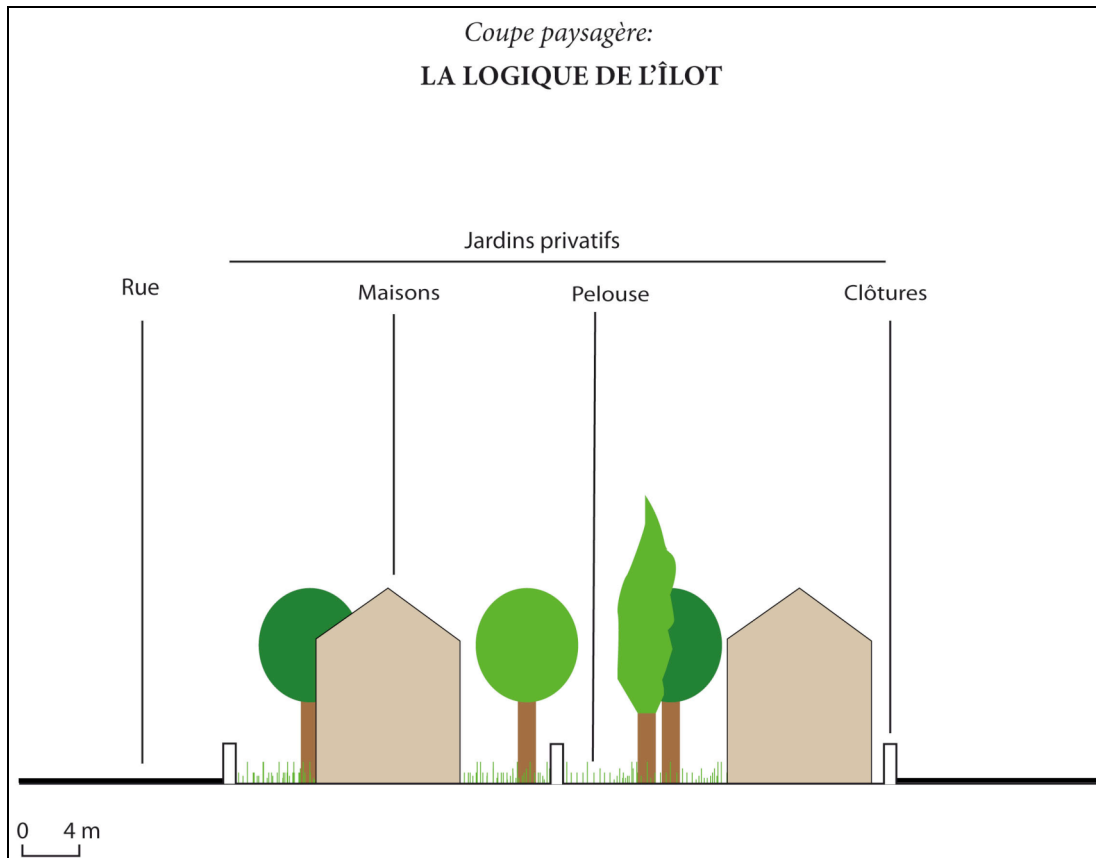 Coupe paysagère:
LA LOGIQUE DE L'ÎLOT
Jardins privatifs
Rue
Maisons
Pelouse
Clôtures
0 4 m